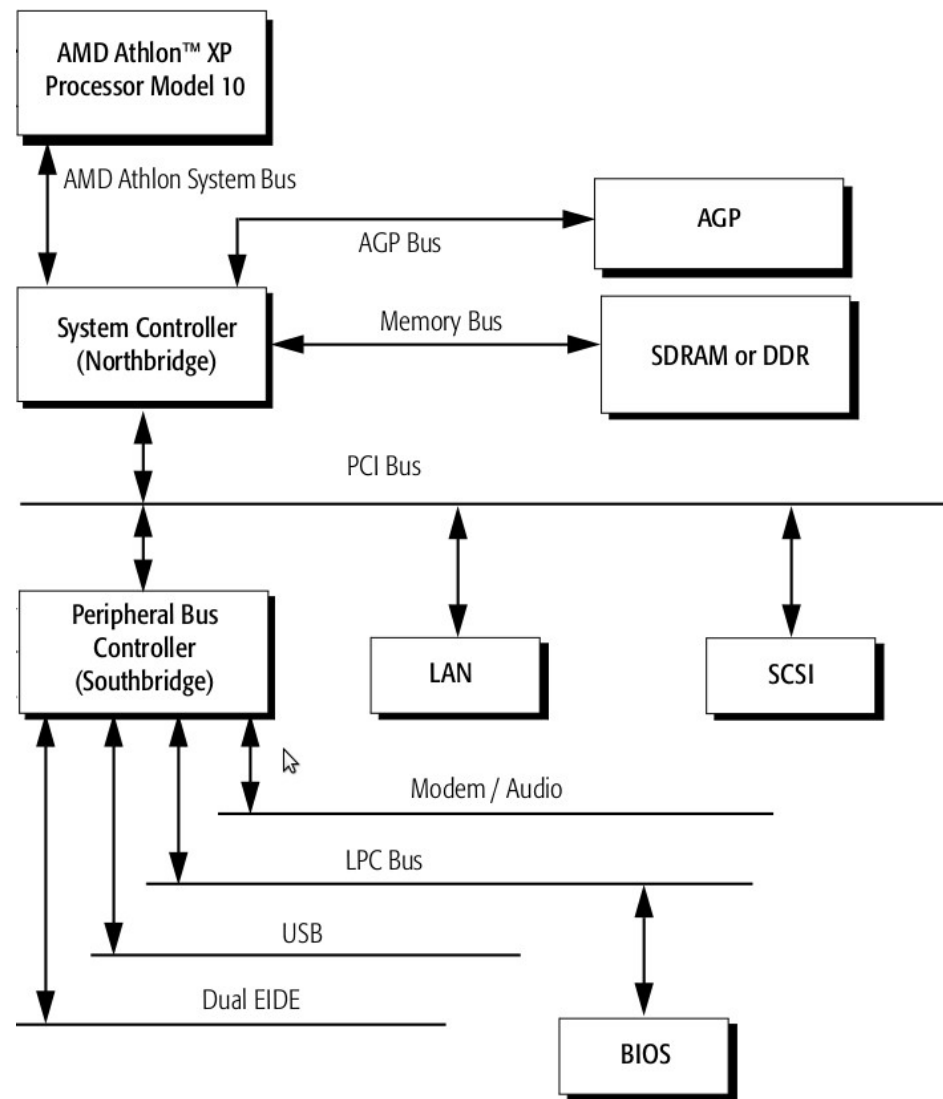 AMD Athlon™ XP
Processor Model 10
AMD Athlon System Bus
AGP
AGP Bus
System Controller
(Northbridge)
Memory Bus
SDRAM or DDR
PCI Bus
Peripheral Bus
Controller
(Southbridge)
LAN
SCSI
Modem / Audio
LPC Bus
USB
Dual EIDE
BIOS